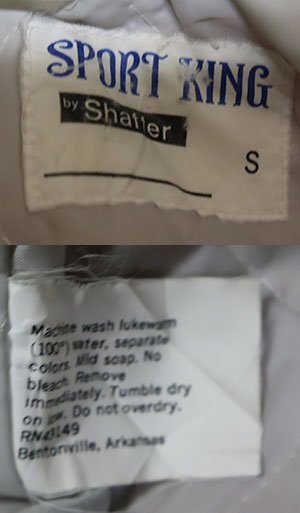 SPORT KING
by Shafler
S
Machine wash lukewarm
(100°) water, separate
colors. Mild soap. No
bleach. Remove
immediately. Tumble dry
on low. Do not overdry.
Bentonville, Arkansas